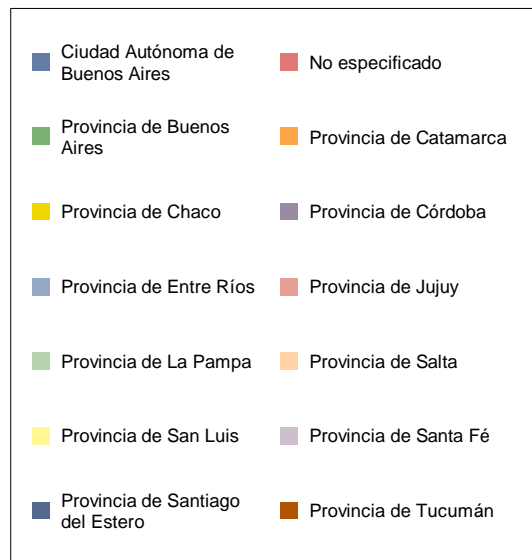 Ciudad Autónoma de
Buenos Aires
No especificado
Provincia de Buenos
Aires
Provincia de Catamarca
Provincia de Chaco
Provincia de Córdoba
Provincia de Entre Ríos
Provincia de Jujuy
Provincia de La Pampa
Provincia de Salta
Provincia de San Luis
Provincia de Santa Fé
Provincia de Santiago
del Estero
Provincia de Tucumán